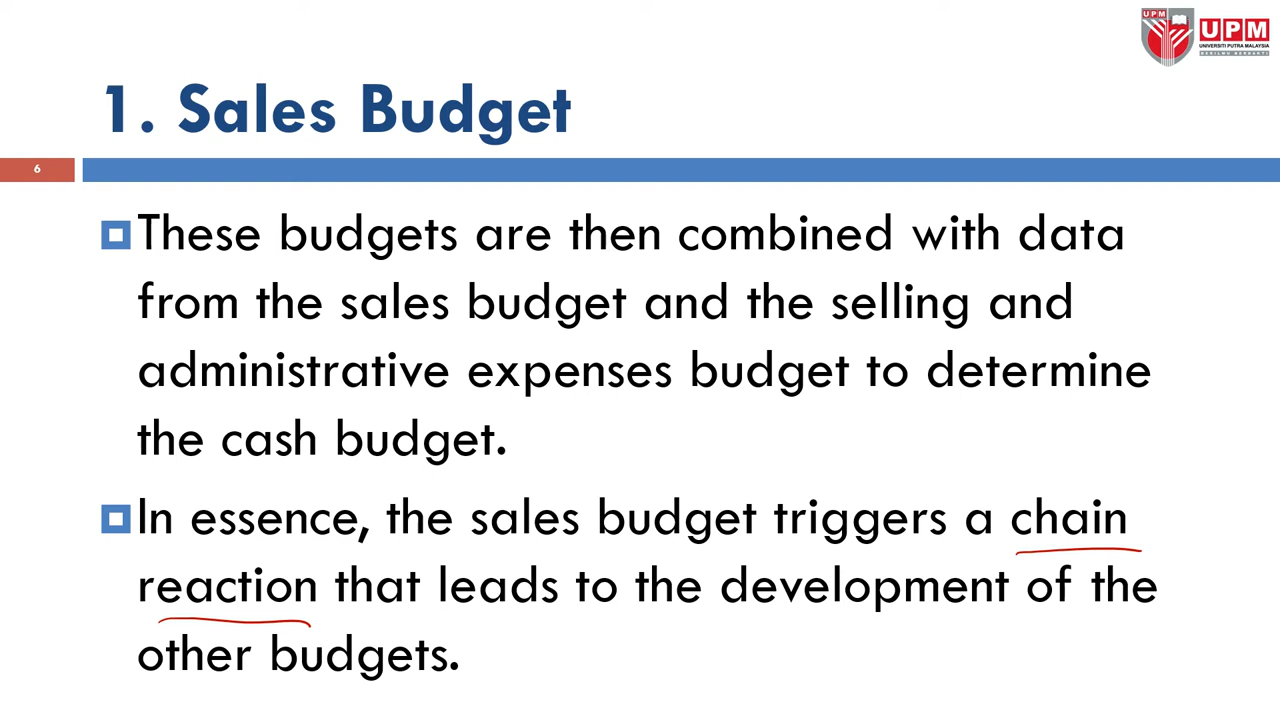 UPM
UPM
UNIVERSITI PUTRA MALAYSIA
BERILMU BERBAKTI
1. Sales Budget
6
These budgets are then combined with data
from the sales budget and the selling and
administrative expenses budget to determine
the cash budget.
In essence, the sales budget triggers a chain
reaction that leads to the development of the
other budgets.